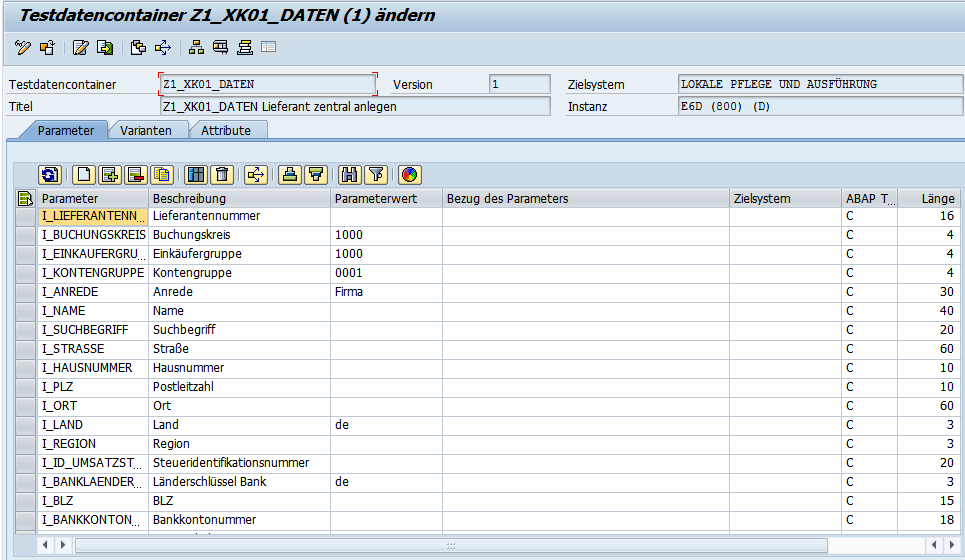 Testdatencontainer Z1_XK01_DATEN (1) ändern
Testdatencontainer Z1_XK01_DATEN Version 1 Zielsystem LOKALE PFLEGE UND AUSFÜHRUNG
Titel Z1_XK01_DATEN Lieferant zentral anlegen Instanz E6D (800) (D)
Parameter Varianten Attribute
Parameter Beschreibung Parameterwert Bezug des Parameters Zielsystem ABAP T... Länge
I_LIEFERANTENN... Lieferantennummer C 16
I_BUCHUNGSKREIS Buchungskreis 1000 C 4
I_EINKAUFERGRU... Einkäufergruppe 1000 C 4
I_KONTENGRUPPE Kontengruppe 0001 C 4
I_ANREDE Anrede Firma C 30
I_NAME Name C 40
I_SUCHBEGRIFF Suchbegriff C 20
I_STRASSE Straße C 60
I_HAUSNUMMER Hausnummer C 10
I_PLZ Postleitzahl C 10
I_ORT Ort C 60
I_LAND Land de C 3
I_REGION Region C 3
I_ID_UMSATZST... Steueridentifikationsnummer C 20
I_BANKLAENDER... Länderschlüssel Bank de C 3
I_BLZ BLZ C 15
I_BANKKONTON... Bankkontonummer C 18